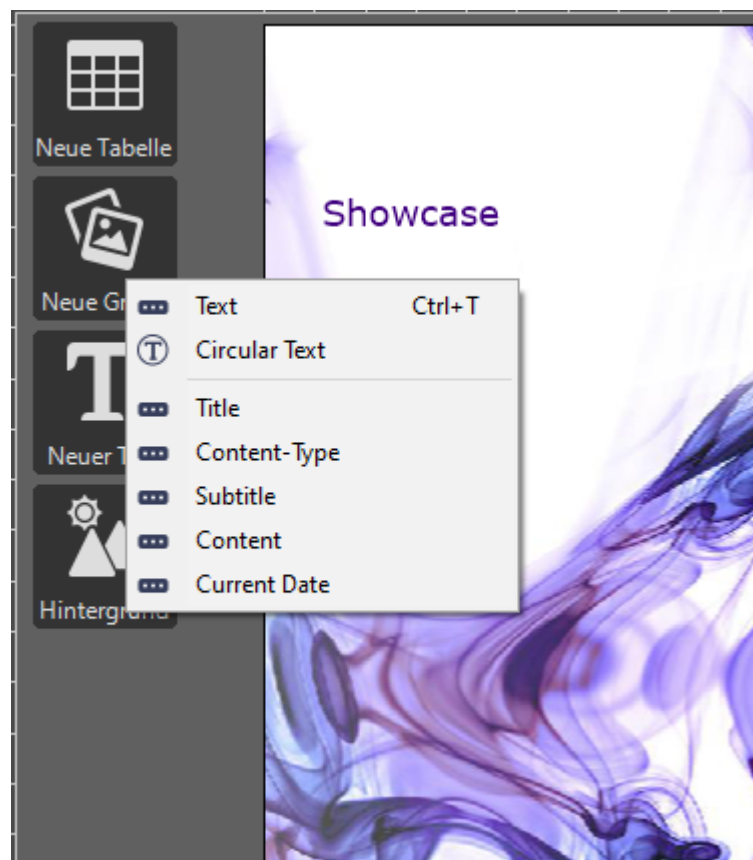 Neue Tabelle
Showcase
Neue Gr
Text Ctrl+T
Circular Text
Title
Neuer T
Content-Type
Subtitle
Content
Current Date
Hintergrund